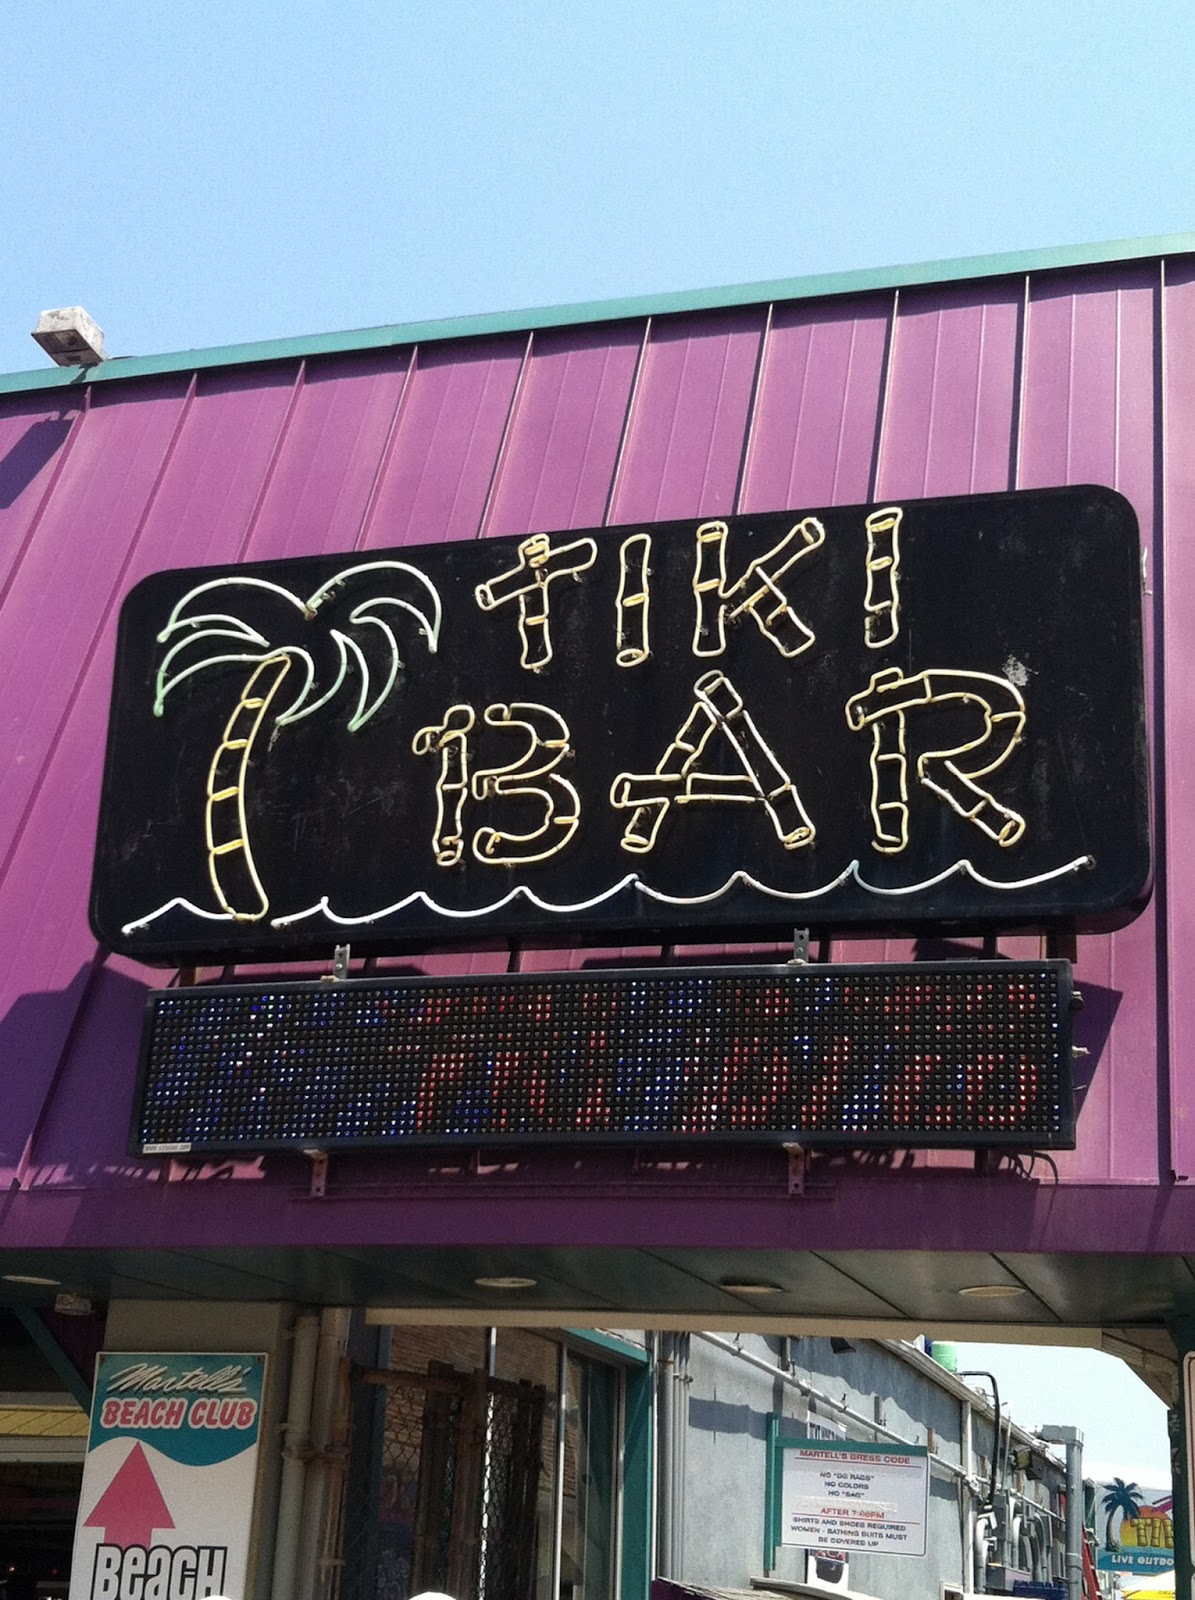 TIKI
BAR
Martell's
BEACH CLUB
BEACH
MARTELL'S DRESS CODE
NO "DO RAGS"
NO COLORS
NO "SAG"
AFTER 7:00PM
SHIRTS AND SHOES REQUIRED
WOMEN - BATHING SUITS MUST
BE COVERED UP
LIVE OUTDO